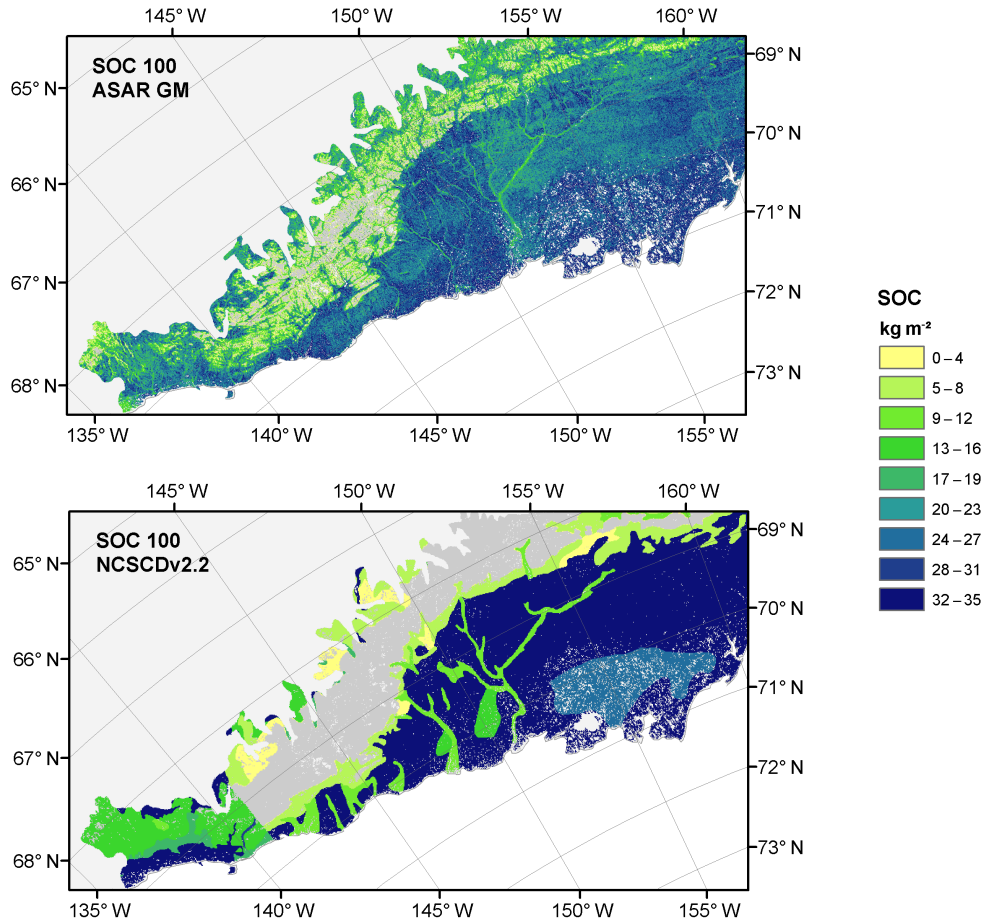 145° W 150° W 155° W 160° W
SOC 100
ASAR GM
65° N
66° N
67° N
68° N
69° N
70° N
71° N
72° N
73° N
135° W 140° W 145° W 150° W 155° W
145° W 150° W 155° W 160° W
SOC 100
NCSCDv2.2
65° N
66° N
67° N
68° N
69° N
70° N
71° N
72° N
73° N
135° W 140° W 145° W 150° W 155° W
SOC
kg m⁻²
0 – 4
5 – 8
9 – 12
13 – 16
17 – 19
20 – 23
24 – 27
28 – 31
32 – 35